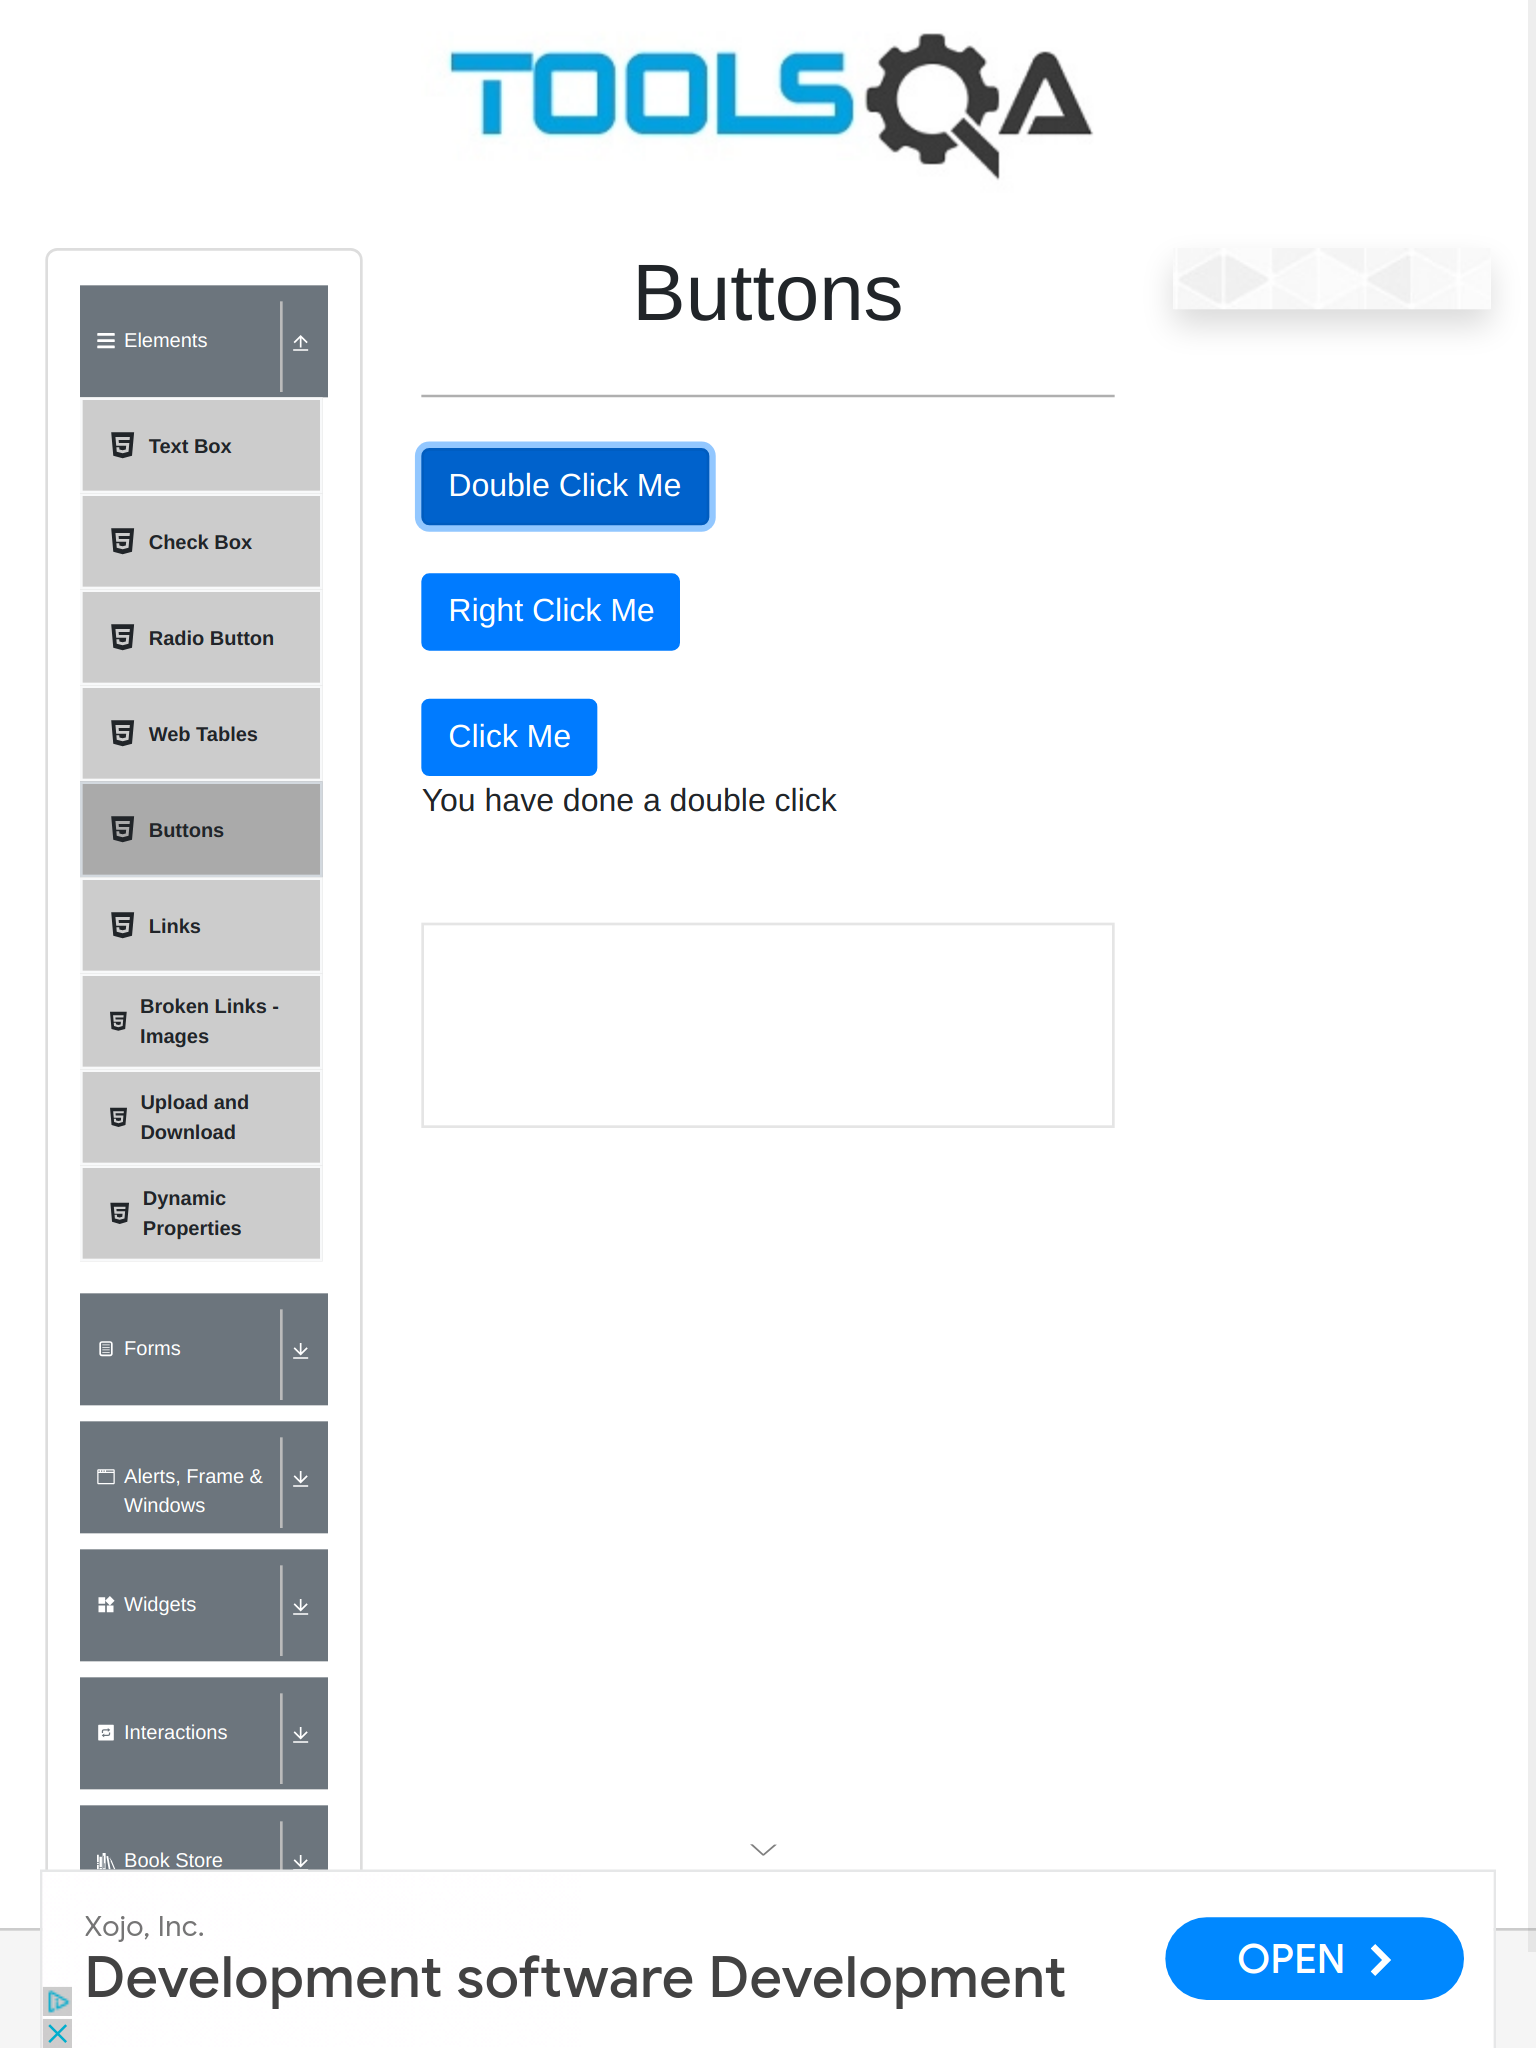 TOOLSQA
Buttons
Elements
Text Box
Check Box
Radio Button
Web Tables
Buttons
Links
Broken Links -
Images
Upload and
Download
Dynamic
Properties
Forms
Alerts, Frame &
Windows
Widgets
Interactions
Book Store
Double Click Me
Right Click Me
Click Me
You have done a double click
Xojo, Inc.
Development software Development
OPEN